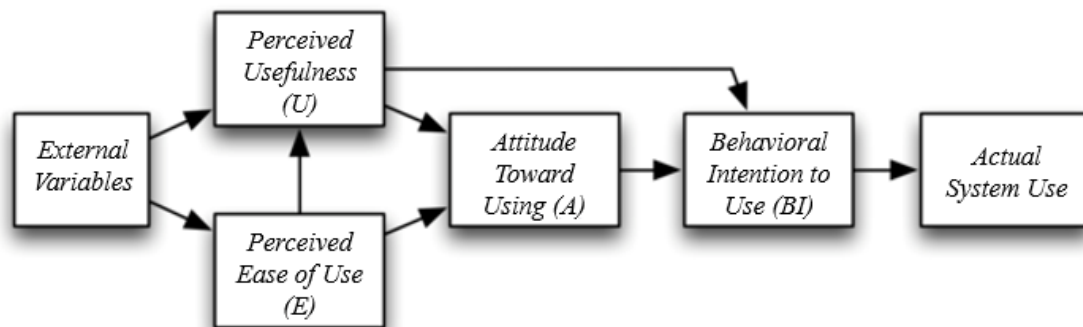 External
Variables
Perceived
Usefulness
(U)
Perceived
Ease of Use
(E)
Attitude
Toward
Using (A)
Behavioral
Intention to
Use (BI)
Actual
System Use